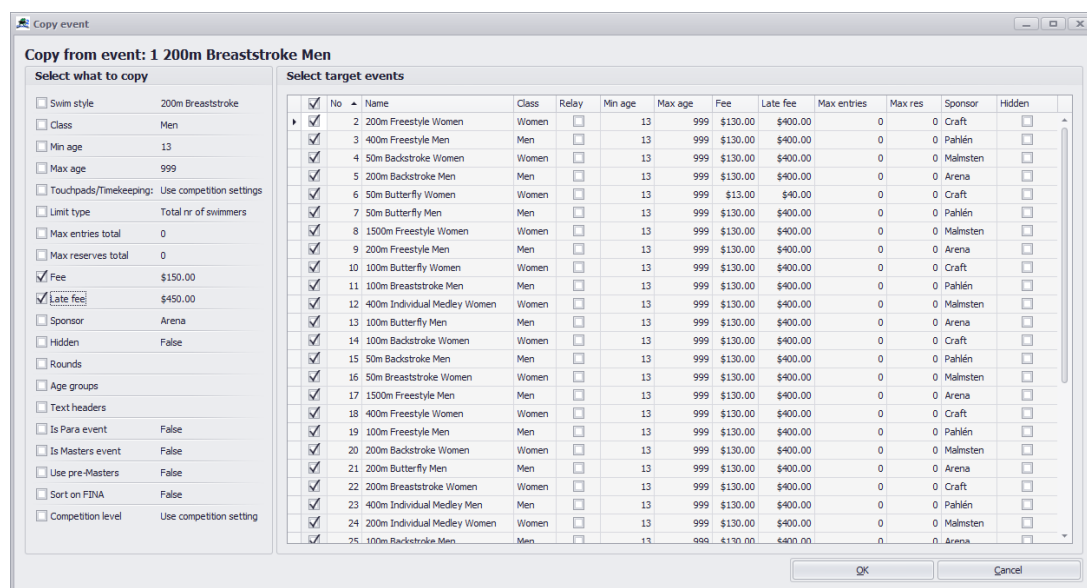 Copy event
Copy from event: 1 200m Breaststroke Men
Select what to copy
Swim style 200m Breaststroke
Class Men
Min age 13
Max age 999
Touchpads/Timekeeping: Use competition settings
Limit type Total nr of swimmers
Max entries total 0
Max reserves total 0
Fee $150.00
Late fee $450.00
Sponsor Arena
Hidden False
Rounds
Age groups
Text headers
Is Para event False
Is Masters event False
Use pre-Masters False
Sort on FINA False
Competition level Use competition setting
Select target events
No Name Class Relay Min age Max age Fee Late fee Max entries Max res Sponsor Hidden
2 200m Freestyle Women Women 13 999 $130.00 $400.00 0 0 Craft
3 400m Freestyle Men Men 13 999 $130.00 $400.00 0 0 Pahlén
4 50m Backstroke Women Women 13 999 $130.00 $400.00 0 0 Malmsten
5 200m Backstroke Men Men 13 999 $130.00 $400.00 0 0 Arena
6 50m Butterfly Women Women 13 999 $13.00 $40.00 0 0 Craft
7 50m Butterfly Men Men 13 999 $130.00 $400.00 0 0 Pahlén
8 1500m Freestyle Women Women 13 999 $130.00 $400.00 0 0 Malmsten
9 200m Freestyle Men Men 13 999 $130.00 $400.00 0 0 Arena
10 100m Butterfly Women Women 13 999 $130.00 $400.00 0 0 Craft
11 100m Breaststroke Men Men 13 999 $130.00 $400.00 0 0 Pahlén
12 400m Individual Medley Women Women 13 999 $130.00 $400.00 0 0 Malmsten
13 100m Butterfly Men Men 13 999 $130.00 $400.00 0 0 Arena
14 100m Backstroke Women Women 13 999 $130.00 $400.00 0 0 Craft
15 50m Backstroke Men Men 13 999 $130.00 $400.00 0 0 Pahlén
16 50m Breaststroke Women Women 13 999 $130.00 $400.00 0 0 Malmsten
17 1500m Freestyle Men Men 13 999 $130.00 $400.00 0 0 Arena
18 400m Freestyle Women Women 13 999 $130.00 $400.00 0 0 Craft
19 100m Freestyle Men Men 13 999 $130.00 $400.00 0 0 Pahlén
20 200m Backstroke Women Women 13 999 $130.00 $400.00 0 0 Malmsten
21 200m Butterfly Men Men 13 999 $130.00 $400.00 0 0 Arena
22 200m Breaststroke Women Women 13 999 $130.00 $400.00 0 0 Craft
23 400m Individual Medley Men Men 13 999 $130.00 $400.00 0 0 Pahlén
24 200m Individual Medley Women Women 13 999 $130.00 $400.00 0 0 Malmsten
25 100m Backstroke Men Men 13 999 $130.00 $400.00 0 0 Arena
OK Cancel